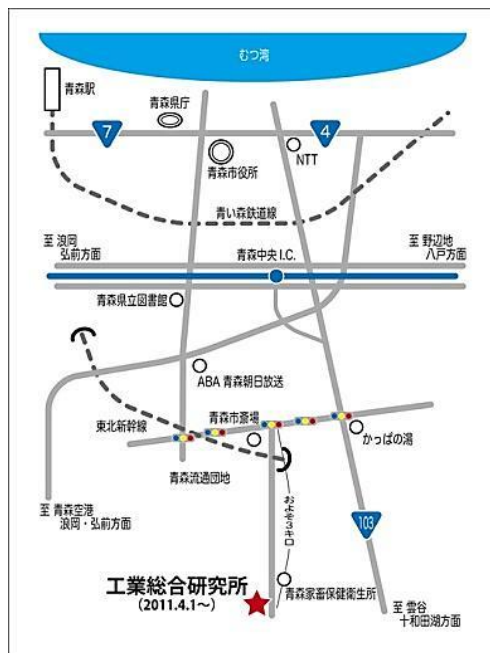 むつ湾
青森駅
青森県庁
7
4
青森市役所
NTT
青い森鉄道線
至 浪岡
弘前方面
青森中央I.C.
至 野辺地
八戸方面
青森県立図書館
ABA 青森朝日放送
東北新幹線
青森市斎場
かっぱの湯
青森流通団地
至 青森空港
浪岡・弘前方面
およそ3キロ
103
工業総合研究所
(2011.4.1～)
青森家畜保健衛生所
至 雲谷
十和田湖方面